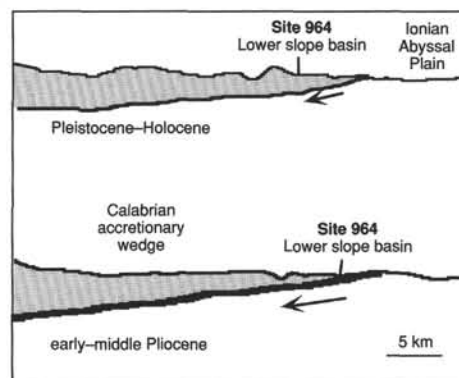 Site 964
Lower slope basin
Ionian
Abyssal
Plain
Pleistocene–Holocene
Calabrian
accretionary
wedge
Site 964
Lower slope basin
early–middle Pliocene
5 km